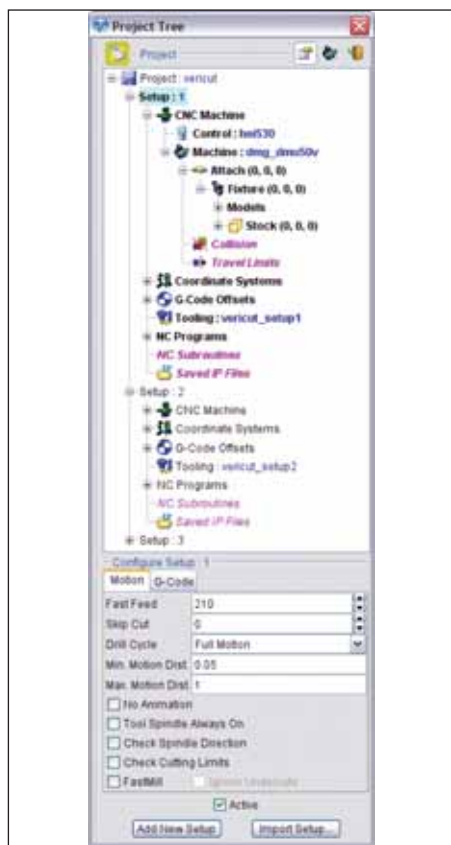 Project Tree
Project
Project : vericut
Setup : 1
CNC Machine
Control : hei530
Machine : dmg_dmu50v
Attach (0, 0, 0)
Fixture (0, 0, 0)
Models
Stock (0, 0, 0)
Collision
Travel Limits
Coordinate Systems
G-Code Offsets
Tooling : vericut_setup1
NC Programs
NC Subroutines
Saved IP Files
Setup : 2
CNC Machine
Coordinate Systems
G-Code Offsets
Tooling : vericut_setup2
NC Programs
NC Subroutines
Saved IP Files
Setup : 3
Configure Setup : 1
Motion G-Code
Fast Feed 210
Skip Cut 0
Drill Cycle Full Motion
Min. Motion Dist. 0.05
Max. Motion Dist. 1
No Animation
Tool Spindle Always On
Check Spindle Direction
Check Cutting Limits
FastMill Ignore Undercuts
Active
Add New Setup Import Setup...